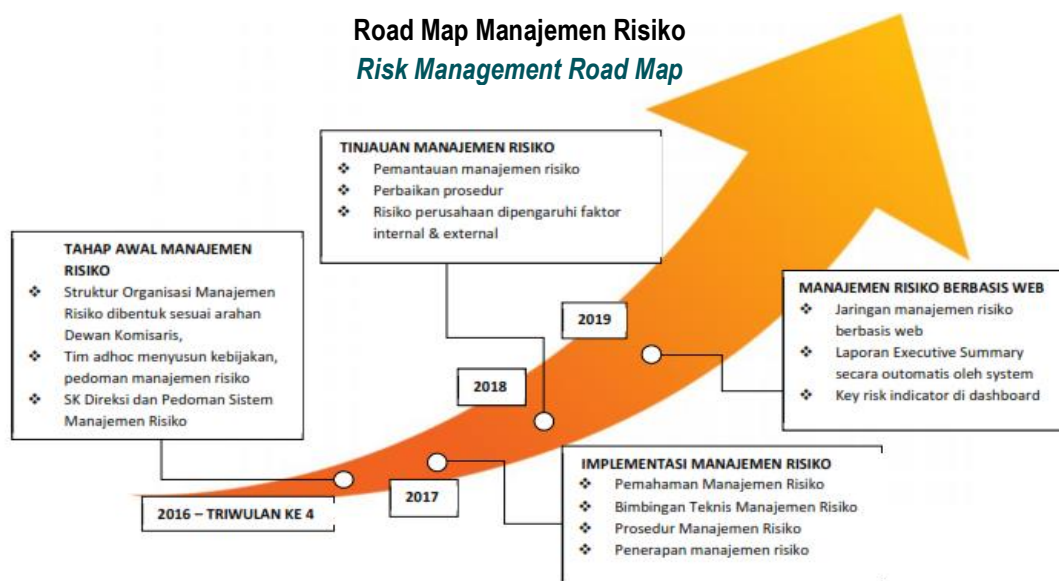 Road Map Manajemen Risiko
Risk Management Road Map
TINJAUAN MANAJEMEN RISIKO
❖ Pemantauan manajemen risiko
❖ Perbaikan prosedur
❖ Risiko perusahaan dipengaruhi faktor
internal & external
TAHAP AWAL MANAJEMEN
RISIKO
❖ Struktur Organisasi Manajemen
Risiko dibentuk sesuai arahan
Dewan Komisaris,
❖ Tim adhoc menyusun kebijakan,
pedoman manajemen risiko
❖ SK Direksi dan Pedoman Sistem
Manajemen Risiko
MANAJEMEN RISIKO BERBASIS WEB
❖ Jaringan manajemen risiko
berbasis web
❖ Laporan Executive Summary
secara outomatis oleh system
❖ Key risk indicator di dashboard
2019
2018
2017
2016 – TRIWULAN KE 4
IMPLEMENTASI MANAJEMEN RISIKO
❖ Pemahaman Manajemen Risiko
❖ Bimbingan Teknis Manajemen Risiko
❖ Prosedur Manajemen Risiko
❖ Penerapan manajemen risiko